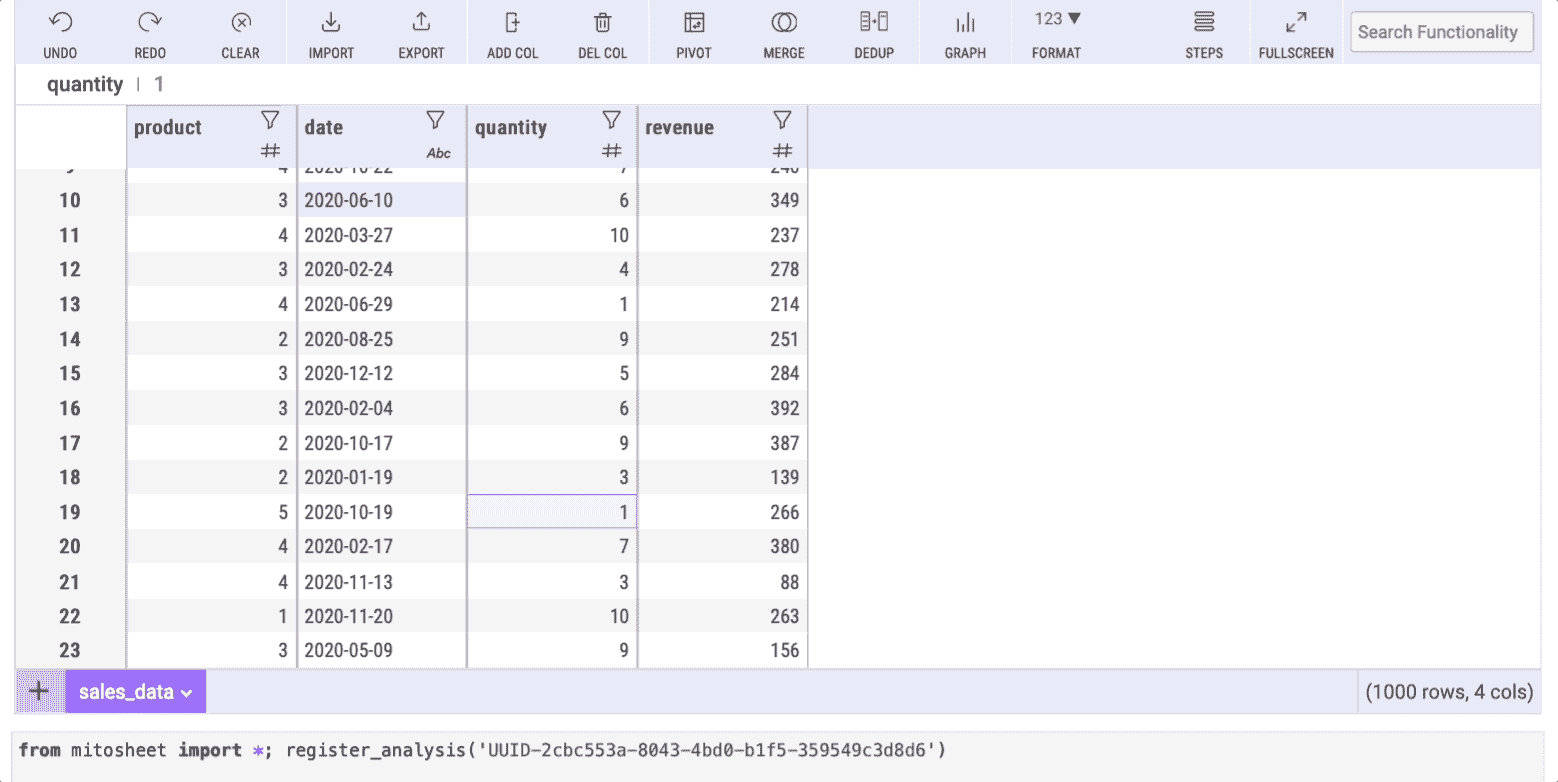 UNDO REDO CLEAR IMPORT EXPORT ADD COL DEL COL PIVOT MERGE DEDUP GRAPH 123 ▼ FORMAT STEPS FULLSCREEN Search Functionality
quantity | 1
product date Abc quantity revenue
10 3 2020-06-10 6 349
11 4 2020-03-27 10 237
12 3 2020-02-24 4 278
13 4 2020-06-29 1 214
14 2 2020-08-25 9 251
15 3 2020-12-12 5 284
16 3 2020-02-04 6 392
17 2 2020-10-17 9 387
18 2 2020-01-19 3 139
19 5 2020-10-19 1 266
20 4 2020-02-17 7 380
21 4 2020-11-13 3 88
22 1 2020-11-20 10 263
23 3 2020-05-09 9 156
+ sales_data (1000 rows, 4 cols)
from mitosheet import *; register_analysis('UUID-2cbc553a-8043-4bd0-b1f5-359549c3d8d6')